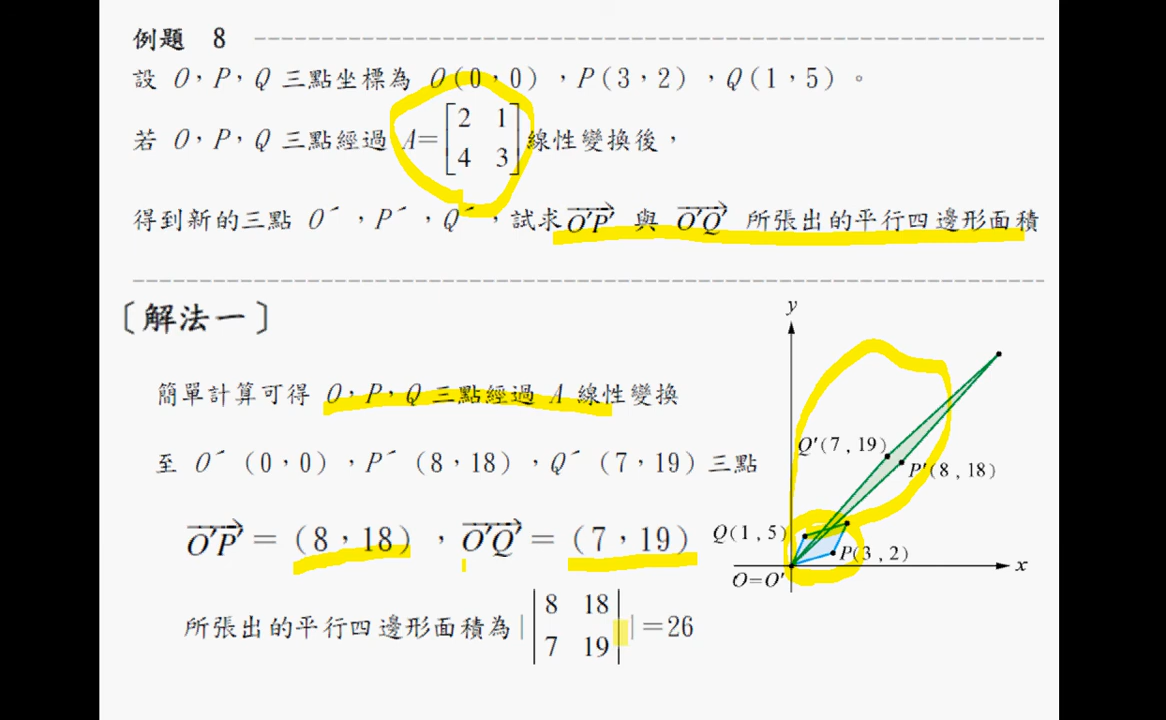 例題 8
設 O，P，Q 三點坐標為 O(0，0)，P(3，2)，Q(1，5)。
若 O，P，Q 三點經過 A=[2 1
4 3]線性變換後，
得到新的三點 O´，P´，Q´，試求O'P' 與 O'Q' 所張出的平行四邊形面積
〔解法一〕
簡單計算可得 O，P，Q 三點經過 A 線性變換
至 O´ (0，0)，P´ (8，18)，Q´ (7，19) 三點
O'P' = (8，18)，O'Q' = (7，19)
所張出的平行四邊形面積為||8 18
7 19||=26
y
Q'(7 , 19)
P'(8 , 18)
Q(1 , 5)
P(3 , 2)
x
O=O'